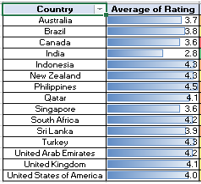 Country Average of Rating
Australia 3.7
Brazil 3.8
Canada 3.6
India 2.8
Indonesia 4.3
New Zealand 4.3
Philippines 4.5
Qatar 4.1
Singapore 3.6
South Africa 4.2
Sri Lanka 3.9
Turkey 4.3
United Arab Emirates 4.2
United Kingdom 4.1
United States of America 4.0